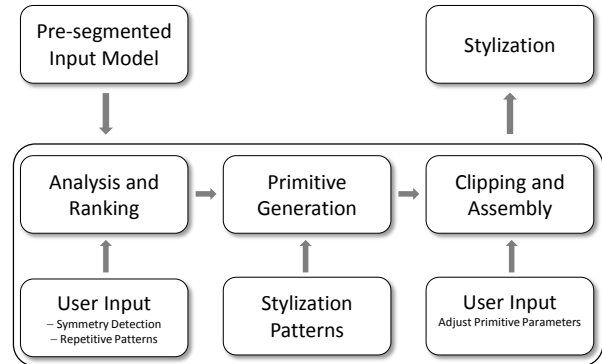 Pre-segmented
Input Model
Stylization
Analysis and
Ranking
Primitive
Generation
Clipping and
Assembly
User Input
– Symmetry Detection
– Repetitive Patterns
Stylization
Patterns
User Input
Adjust Primitive Parameters